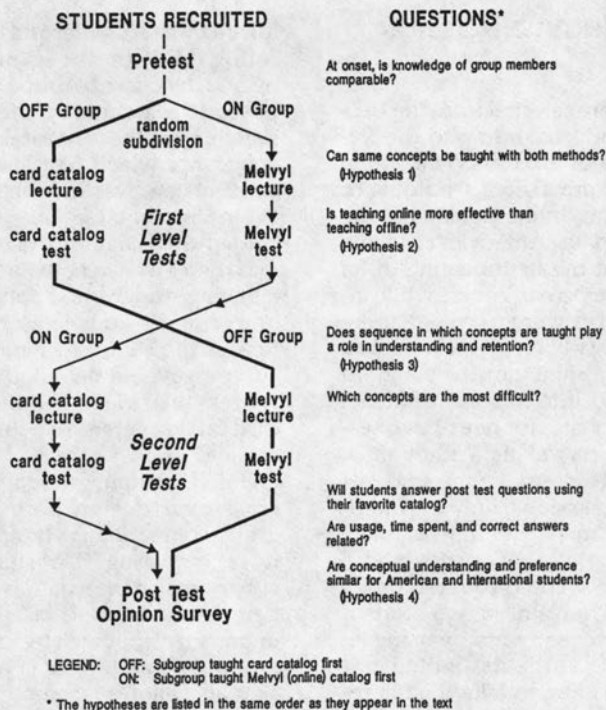 STUDENTS RECRUITED
Pretest
OFF Group
ON Group
random
subdivision
card catalog
lecture
Melvyl
lecture
First
Level
Tests
card catalog
test
Melvyl
test
ON Group
OFF Group
card catalog
lecture
Melvyl
lecture
Second
Level
Tests
card catalog
test
Melvyl
test
Post Test
Opinion Survey
QUESTIONS*
At onset, is knowledge of group members
comparable?
Can same concepts be taught with both methods?
(Hypothesis 1)
Is teaching online more effective than
teaching offline?
(Hypothesis 2)
Does sequence in which concepts are taught play
a role in understanding and retention?
(Hypothesis 3)
Which concepts are the most difficult?
Will students answer post test questions using
their favorite catalog?
Are usage, time spent, and correct answers
related?
Are conceptual understanding and preference
similar for American and international students?
(Hypothesis 4)
LEGEND: OFF: Subgroup taught card catalog first
ON: Subgroup taught Melvyl (online) catalog first
* The hypotheses are listed in the same order as they appear in the text